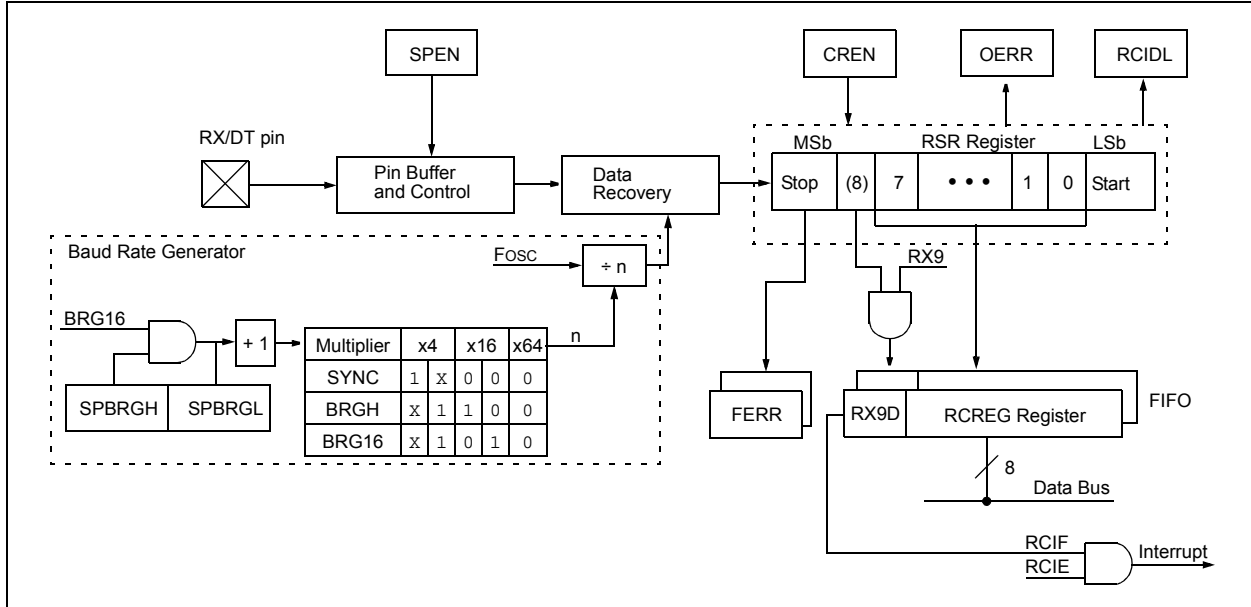 SPEN
CREN
OERR
RCIDL
RX/DT pin
Pin Buffer
and Control
Data
Recovery
MSb
RSR Register
LSb
Stop (8) 7 • • • 1 0 Start
Baud Rate Generator
FOSC
÷ n
RX9
BRG16
+ 1
n
SPBRGH SPBRGL
Multiplier x4 x16 x64
SYNC 1 X 0 0 0
BRGH X 1 1 0 0
BRG16 X 1 0 1 0
FERR
RX9D
RCREG Register
FIFO
8
Data Bus
RCIF
RCIE
Interrupt